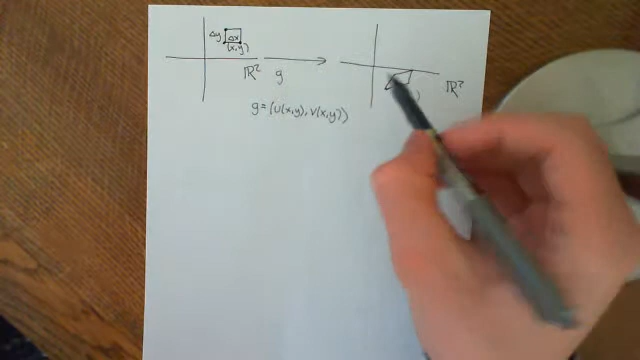 Δy Δx
(x,y)
ℝ² g ℝ²
)
g = (u(x,y), v(x,y))